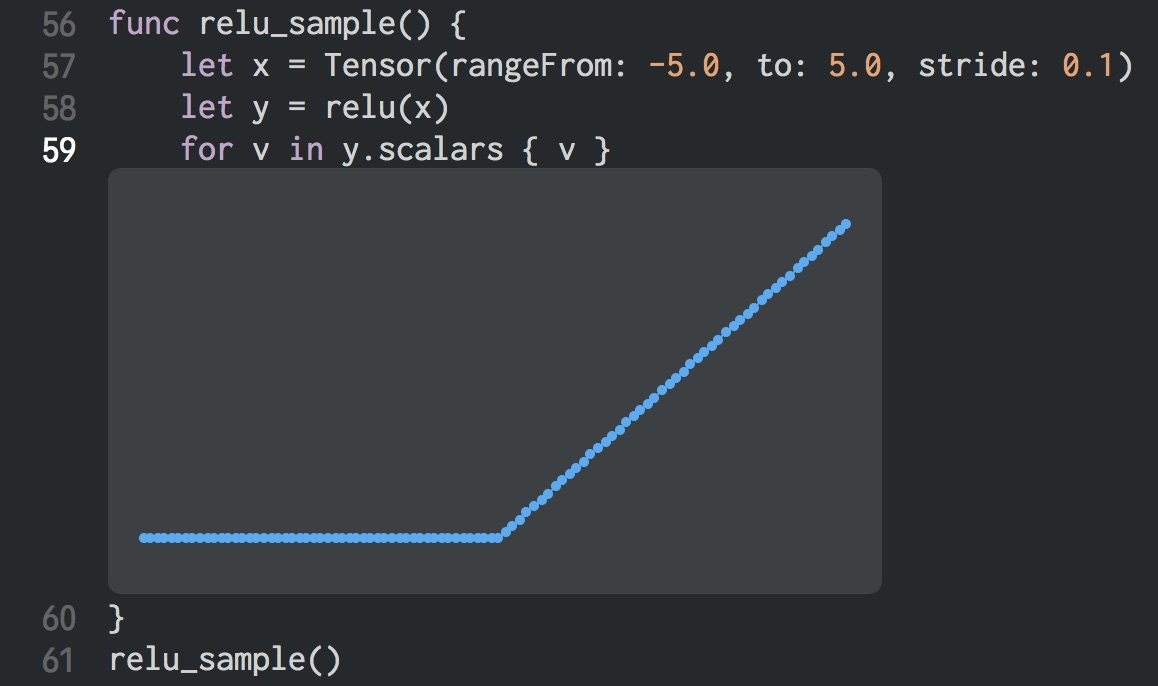 56 func relu_sample() {
57 let x = Tensor(rangeFrom: -5.0, to: 5.0, stride: 0.1)
58 let y = relu(x)
59 for v in y.scalars { v }
60 }
61 relu_sample()